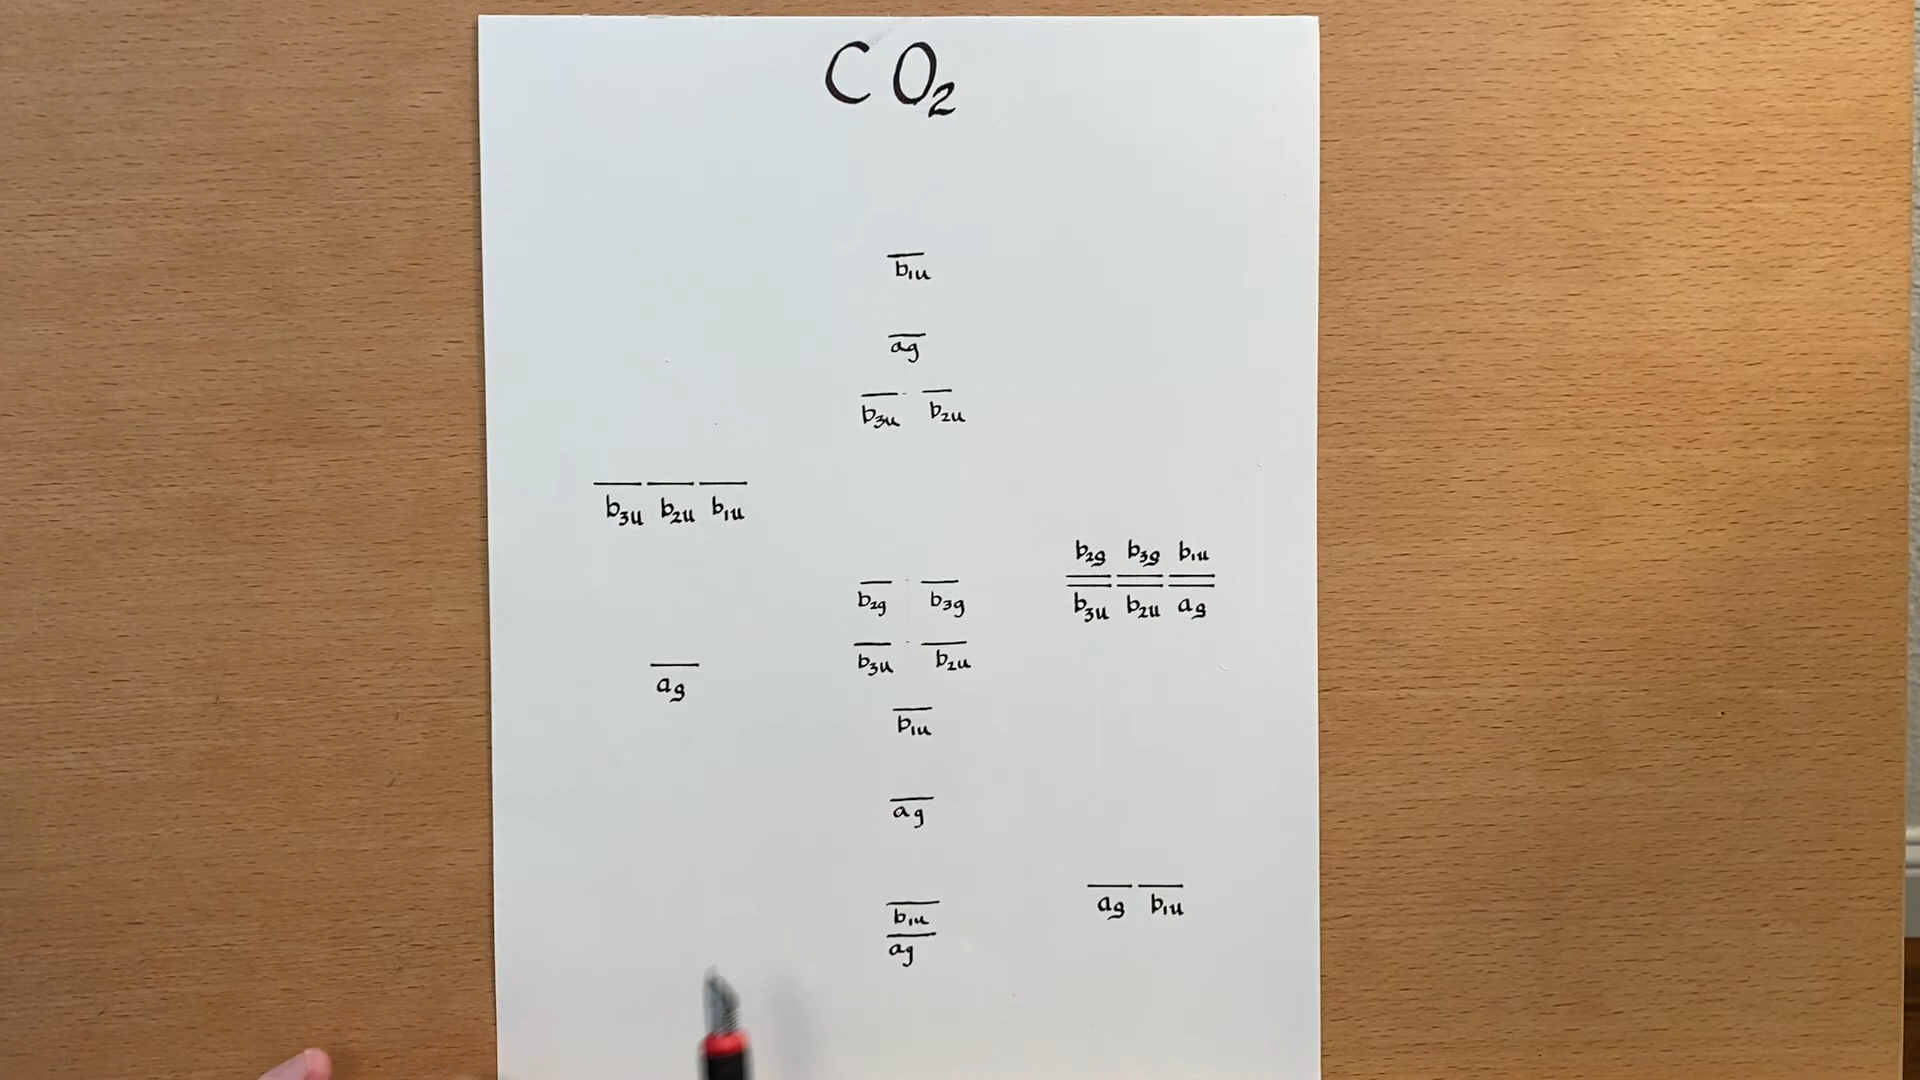 CO₂
b₁u
ag
b₃u b₂u
b₃u b₂u b₁u
b₂g b₃g b₁u
b₃u b₂u ag
b₂g b₃g
b₃u b₂u
ag
b₁u
ag
ag b₁u
b₁u
ag